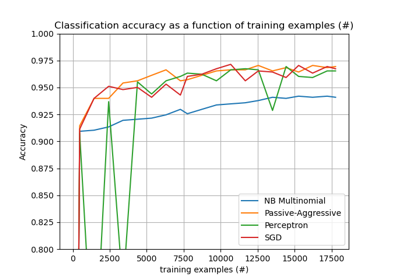 Classification accuracy as a function of training examples (#)
1.000
0.975
0.950
0.925
0.900
0.875
0.850
0.825
0.800
Accuracy
NB Multinomial
Passive-Aggressive
Perceptron
SGD
0 2500 5000 7500 10000 12500 15000 17500
training examples (#)